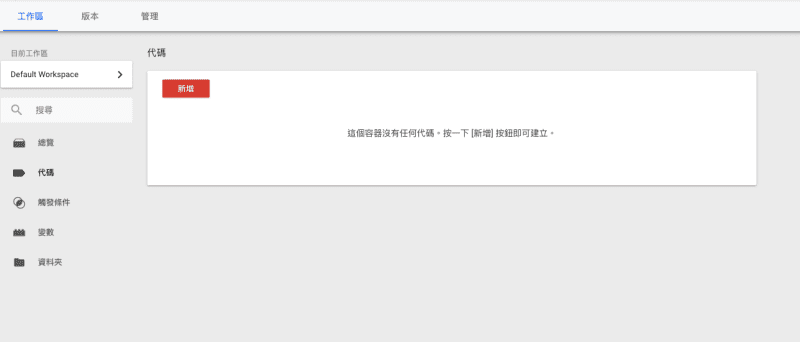 工作區 版本 管理
目前工作區
Default Workspace
搜尋
總覽
代碼
觸發條件
變數
資料夾
代碼
新增
這個容器沒有任何代碼。按一下 [新增] 按鈕即可建立。